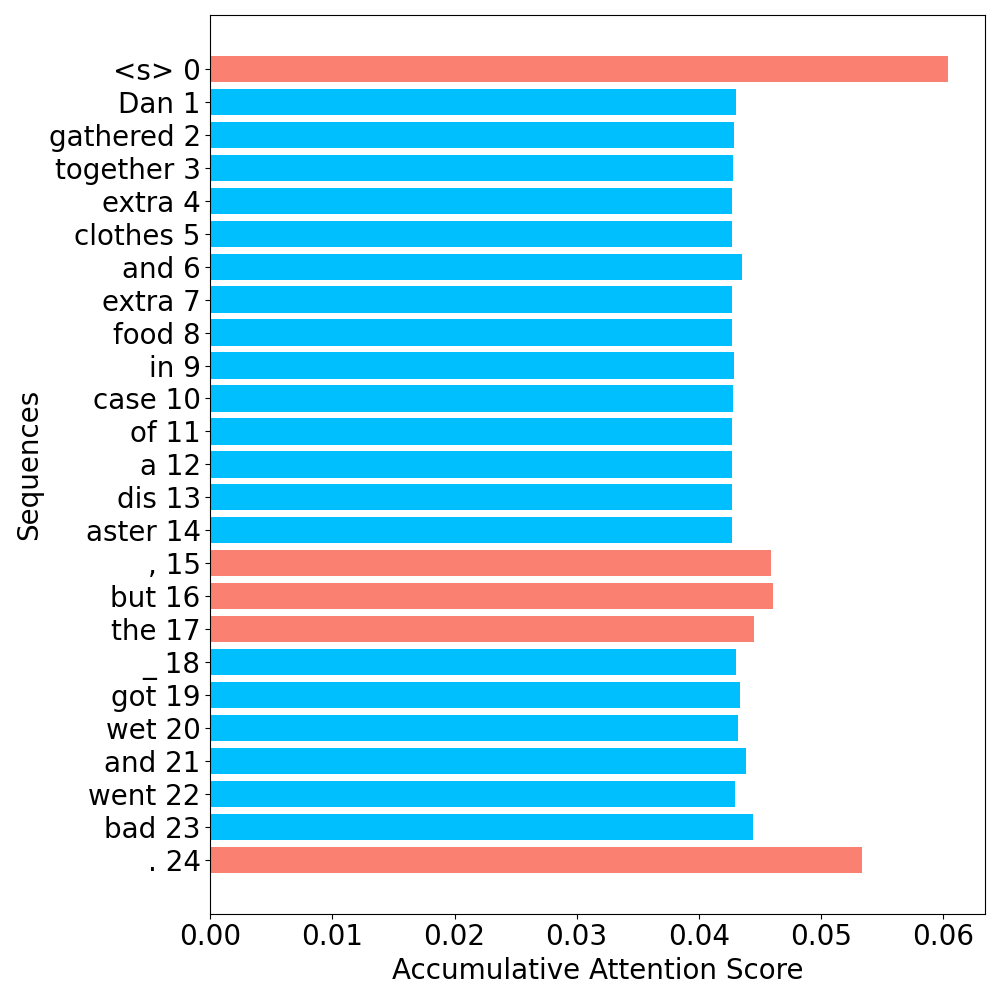 <s> 0
Dan 1
gathered 2
together 3
extra 4
clothes 5
and 6
extra 7
food 8
in 9
case 10
of 11
a 12
dis 13
aster 14
, 15
but 16
the 17
_ 18
got 19
wet 20
and 21
went 22
bad 23
. 24
Sequences
0.00 0.01 0.02 0.03 0.04 0.05 0.06
Accumulative Attention Score